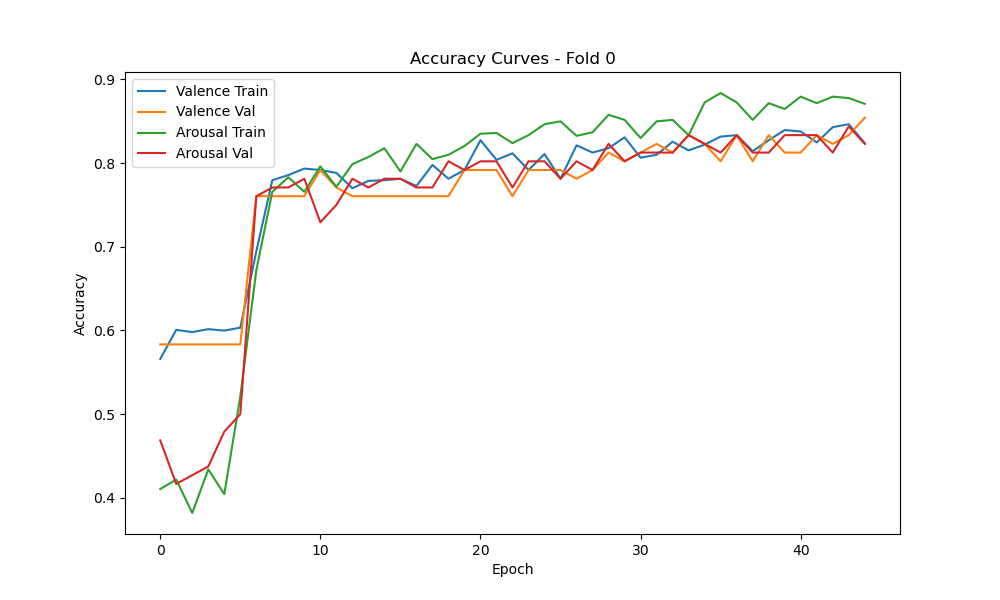 Accuracy Curves - Fold 0
Valence Train
Valence Val
Arousal Train
Arousal Val
0.9
0.8
0.7
0.6
0.5
0.4
Accuracy
0 10 20 30 40
Epoch